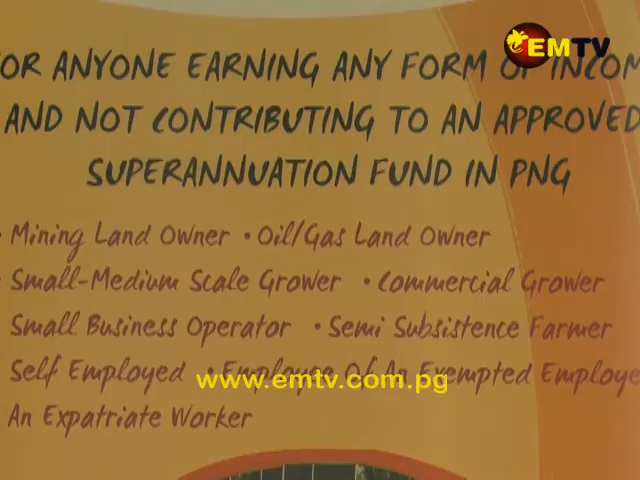 EMTV
OR ANYONE EARNING ANY FORM OF INCOM
AND NOT CONTRIBUTING TO AN APPROVED
SUPERANNUATION FUND IN PNG
• Mining Land Owner • Oil/Gas Land Owner
• Small-Medium Scale Grower • Commercial Grower
Small Business Operator • Semi Subsistence Farmer
Self Employed • Employee Of An Exempted Employe
www.emtv.com.pg
An Expatriate Worker